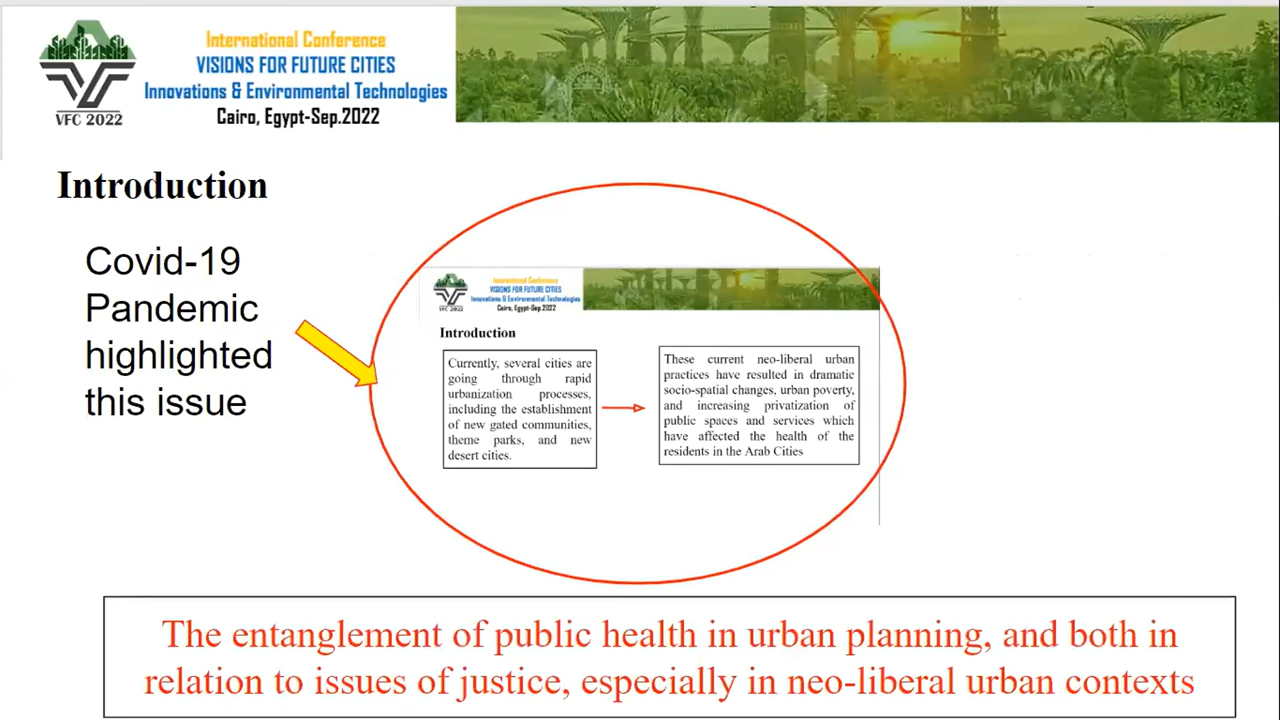 International Conference
VISIONS FOR FUTURE CITIES
Innovations & Environmental Technologies
Cairo, Egypt-Sep.2022
VFC 2022
Introduction
Covid-19
Pandemic
highlighted
this issue
International Conference
VISIONS FOR FUTURE CITIES
Innovations & Environmental Technologies
Cairo, Egypt-Sep.2022
VFC 2022
Introduction
Currently, several cities are
going through rapid
urbanization processes,
including the establishment
of new gated communities,
theme parks, and new
desert cities.
These current neo-liberal urban
practices have resulted in dramatic
socio-spatial changes, urban poverty,
and increasing privatization of
public spaces and services which
have affected the health of the
residents in the Arab Cities
The entanglement of public health in urban planning, and both in
relation to issues of justice, especially in neo-liberal urban contexts